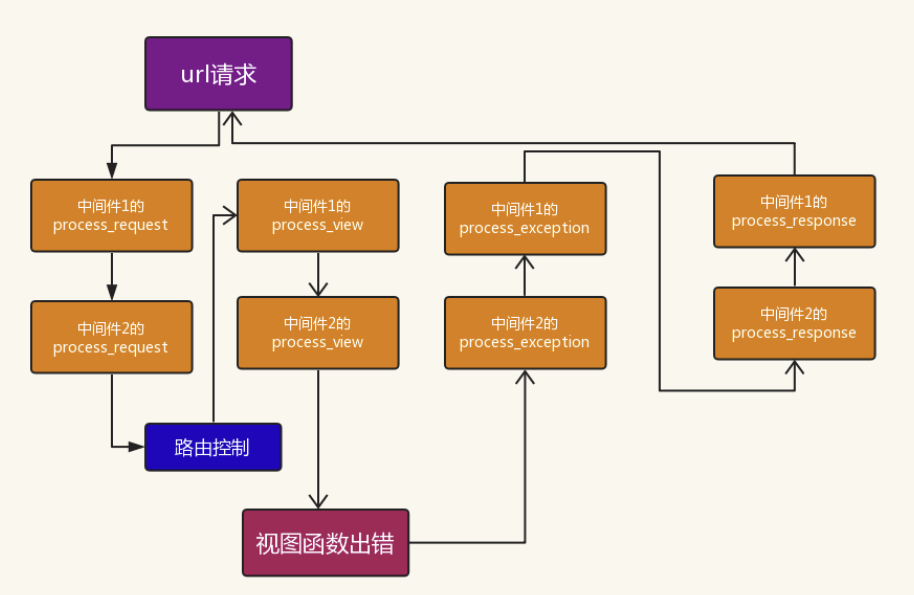 url请求
中间件1的
process_request
中间件2的
process_request
路由控制
中间件1的
process_view
中间件2的
process_view
视图函数出错
中间件1的
process_exception
中间件2的
process_exception
中间件1的
process_response
中间件2的
process_response